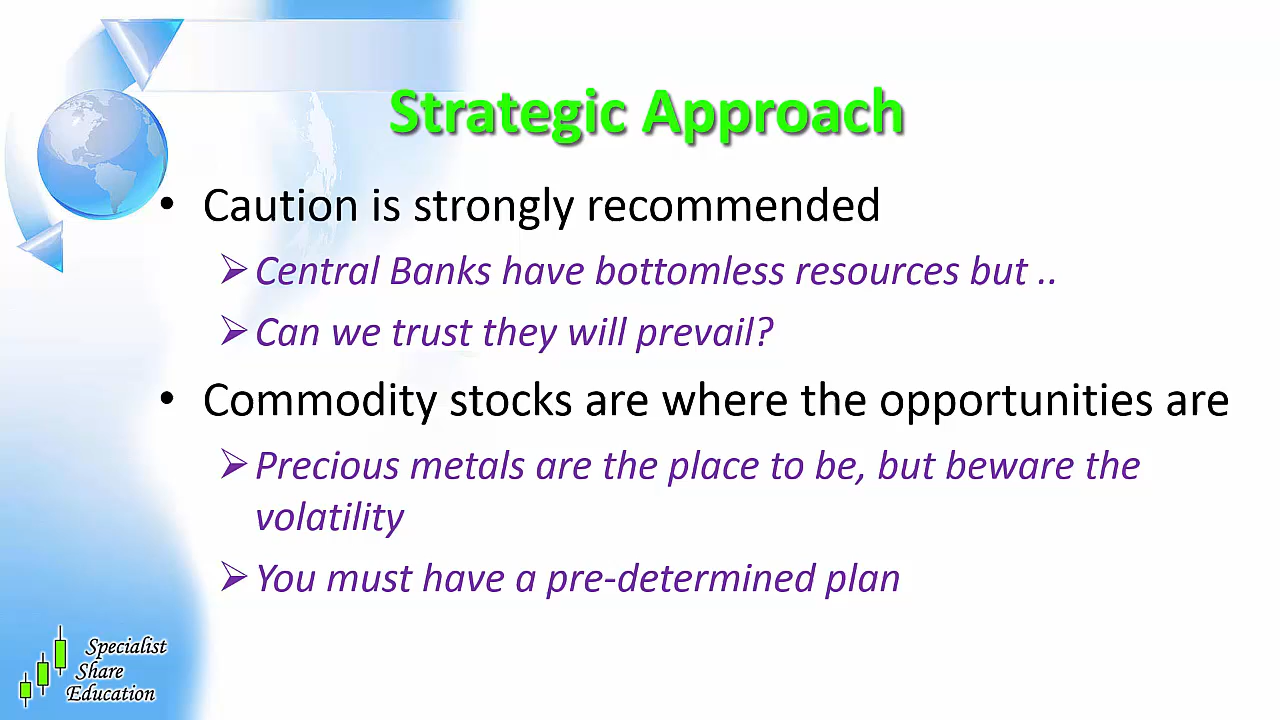 Strategic Approach
• Caution is strongly recommended
➢ Central Banks have bottomless resources but ..
➢ Can we trust they will prevail?
• Commodity stocks are where the opportunities are
➢ Precious metals are the place to be, but beware the
volatility
➢ You must have a pre-determined plan
Specialist
Share
Education